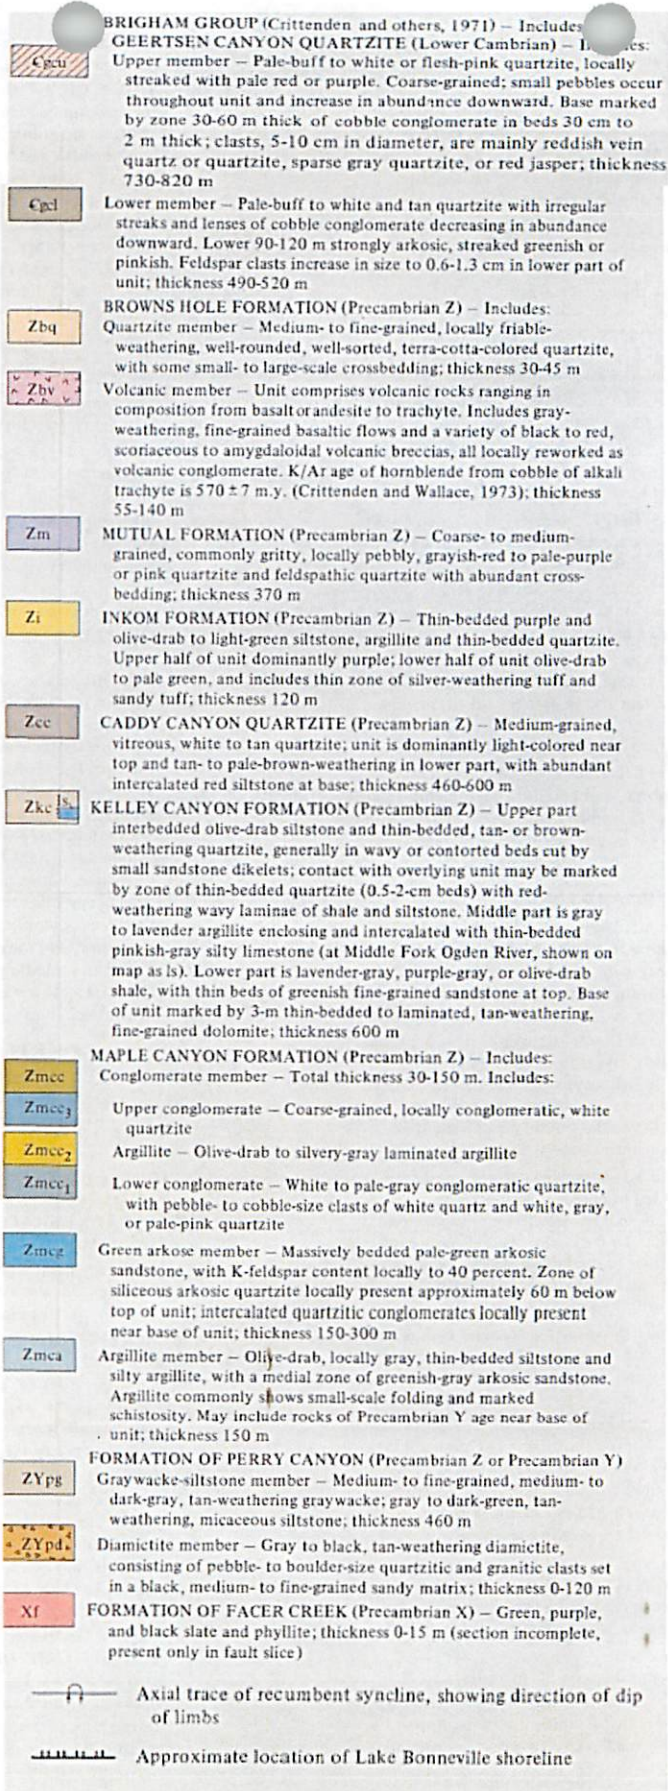 BRIGHAM GROUP (Crittenden and others, 1971) – Includes
GEERTSEN CANYON QUARTZITE (Lower Cambrian) –
Єgcu
Upper member – Pale-buff to white or flesh-pink quartzite, locally
streaked with pale red or purple. Coarse-grained; small pebbles occur
throughout unit and increase in abundance downward. Base marked
by zone 30-60 m thick of cobble conglomerate in beds 30 cm to
2 m thick; clasts, 5-10 cm in diameter, are mainly reddish vein
quartz or quartzite, sparse gray quartzite, or red jasper; thickness
730-820 m
Єgcl
Lower member – Pale-buff to white and tan quartzite with irregular
streaks and lenses of cobble conglomerate decreasing in abundance
downward. Lower 90-120 m strongly arkosic, streaked greenish or
pinkish. Feldspar clasts increase in size to 0.6-1.3 cm in lower part of
unit; thickness 490-520 m
BROWNS HOLE FORMATION (Precambrian Z) – Includes:
Zbq
Quartzite member – Medium- to fine-grained, locally friable-
weathering, well-rounded, well-sorted, terra-cotta-colored quartzite,
with some small- to large-scale crossbedding; thickness 30-45 m
Zbv
Volcanic member – Unit comprises volcanic rocks ranging in
composition from basalt or andesite to trachyte. Includes gray-
weathering, fine-grained basaltic flows and a variety of black to red,
scoriaceous to amygdaloidal volcanic breccias, all locally reworked as
volcanic conglomerate. K/Ar age of hornblende from cobble of alkali
trachyte is 570 ± 7 m.y. (Crittenden and Wallace, 1973); thickness
55-140 m
Zm
MUTUAL FORMATION (Precambrian Z) – Coarse- to medium-
grained, commonly gritty, locally pebbly, grayish-red to pale-purple
or pink quartzite and feldspathic quartzite with abundant cross-
bedding; thickness 370 m
Zi
INKOM FORMATION (Precambrian Z) – Thin-bedded purple and
olive-drab to light-green siltstone, argillite and thin-bedded quartzite.
Upper half of unit dominantly purple; lower half of unit olive-drab
to pale green, and includes thin zone of silver-weathering tuff and
sandy tuff; thickness 120 m
Zcc
CADDY CANYON QUARTZITE (Precambrian Z) – Medium-grained,
vitreous, white to tan quartzite; unit is dominantly light-colored near
top and tan- to pale-brown-weathering in lower part, with abundant
intercalated red siltstone at base; thickness 460-600 m
Zkc ls
KELLEY CANYON FORMATION (Precambrian Z) – Upper part
interbedded olive-drab siltstone and thin-bedded, tan- or brown-
weathering quartzite, generally in wavy or contorted beds cut by
small sandstone dikelets; contact with overlying unit may be marked
by zone of thin-bedded quartzite (0.5-2-cm beds) with red-
weathering wavy laminae of shale and siltstone. Middle part is gray
to lavender argillite enclosing and intercalated with thin-bedded
pinkish-gray silty limestone (at Middle Fork Ogden River, shown on
map as ls). Lower part is lavender-gray, purple-gray, or olive-drab
shale, with thin beds of greenish fine-grained sandstone at top. Base
of unit marked by 3-m thin-bedded to laminated, tan-weathering,
fine-grained dolomite; thickness 600 m
MAPLE CANYON FORMATION (Precambrian Z) – Includes:
Zmcc
Conglomerate member – Total thickness 30-150 m. Includes:
Zmcc3
Upper conglomerate – Coarse-grained, locally conglomeratic, white
quartzite
Zmcc2
Argillite – Olive-drab to silvery-gray laminated argillite
Zmcc1
Lower conglomerate – White to pale-gray conglomeratic quartzite,
with pebble- to cobble-size clasts of white quartz and white, gray,
or pale-pink quartzite
Zmcg
Green arkose member – Massively bedded pale-green arkosic
sandstone, with K-feldspar content locally to 40 percent. Zone of
siliceous arkosic quartzite locally present approximately 60 m below
top of unit; intercalated quartzitic conglomerates locally present
near base of unit; thickness 150-300 m
Zmca
Argillite member – Olive-drab, locally gray, thin-bedded siltstone and
silty argillite, with a medial zone of greenish-gray arkosic sandstone.
Argillite commonly shows small-scale folding and marked
schistosity. May include rocks of Precambrian Y age near base of
unit; thickness 150 m
FORMATION OF PERRY CANYON (Precambrian Z or Precambrian Y)
ZYpg
Graywacke-siltstone member – Medium- to fine-grained, medium- to
dark-gray, tan-weathering graywacke; gray to dark-green, tan-
weathering, micaceous siltstone; thickness 460 m
ZYpd
Diamictite member – Gray to black, tan-weathering diamictite,
consisting of pebble- to boulder-size quartzitic and granitic clasts set
in a black, medium- to fine-grained sandy matrix; thickness 0-120 m
Xf
FORMATION OF FACER CREEK (Precambrian X) – Green, purple,
and black slate and phyllite; thickness 0-15 m (section incomplete,
present only in fault slice)
Axial trace of recumbent syncline, showing direction of dip
of limbs
Approximate location of Lake Bonneville shoreline